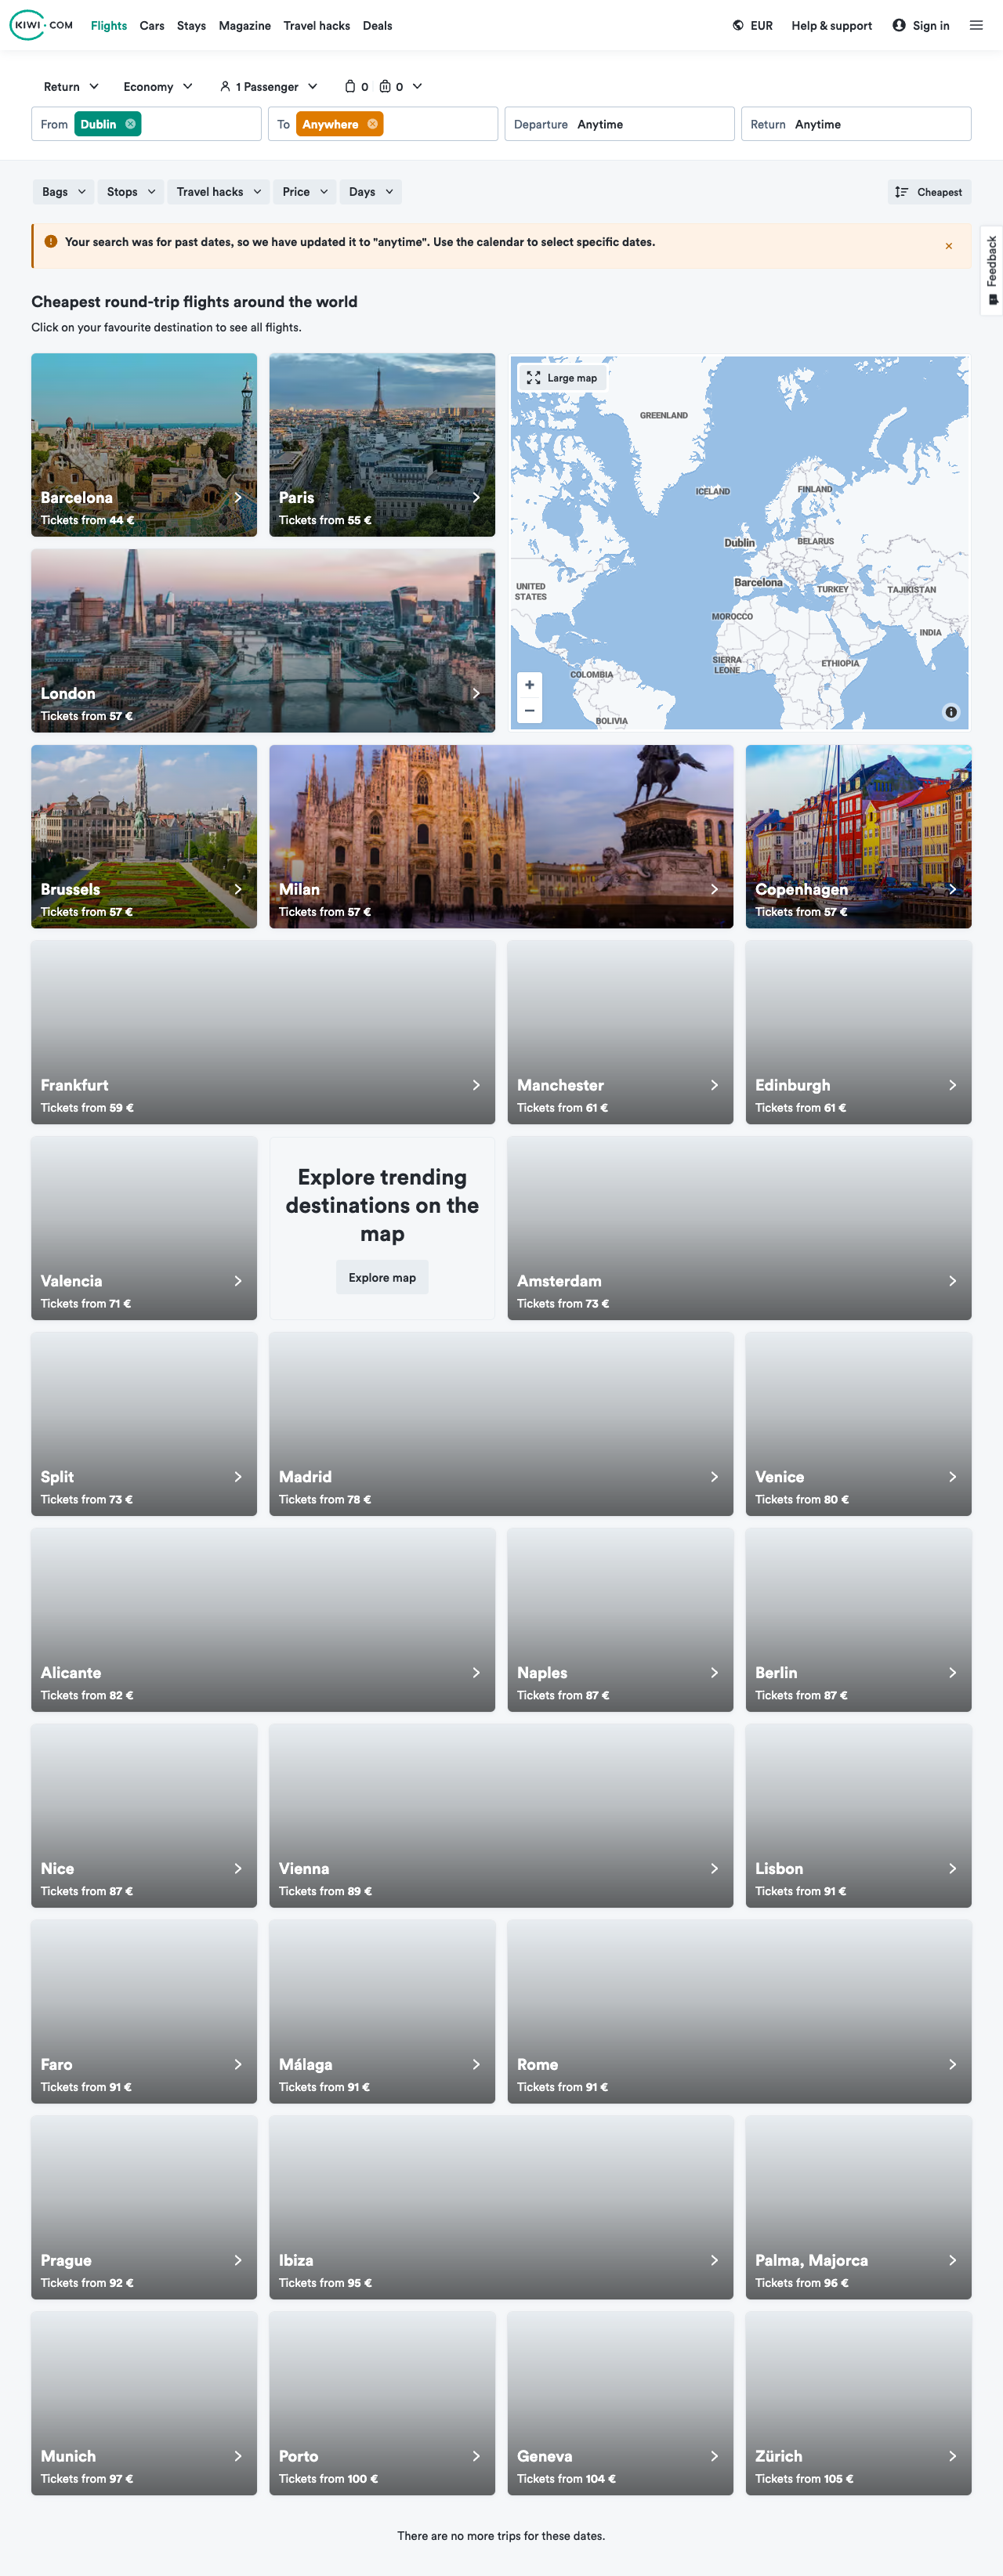 KIWI.COM Flights Cars Stays Magazine Travel hacks Deals EUR Help & support Sign in
Return Economy 1 Passenger 0 0
From Dublin To Anywhere Departure Anytime Return Anytime
Bags Stops Travel hacks Price Days Cheapest
Your search was for past dates, so we have updated it to "anytime". Use the calendar to select specific dates.
Feedback
Cheapest round-trip flights around the world
Click on your favourite destination to see all flights.
Barcelona
Tickets from 44 €
Paris
Tickets from 55 €
Large map
GREENLAND
ICELAND
FINLAND
Dublin
BELARUS
Barcelona
UNITED
STATES
TURKEY
TAJIKISTAN
MOROCCO
INDIA
SIERRA
LEONE
ETHIOPIA
COLOMBIA
BOLIVIA
London
Tickets from 57 €
Brussels
Tickets from 57 €
Milan
Tickets from 57 €
Copenhagen
Tickets from 57 €
Frankfurt
Tickets from 59 €
Manchester
Tickets from 61 €
Edinburgh
Tickets from 61 €
Valencia
Tickets from 71 €
Explore trending
destinations on the
map
Explore map
Amsterdam
Tickets from 73 €
Split
Tickets from 73 €
Madrid
Tickets from 78 €
Venice
Tickets from 80 €
Alicante
Tickets from 82 €
Naples
Tickets from 87 €
Berlin
Tickets from 87 €
Nice
Tickets from 87 €
Vienna
Tickets from 89 €
Lisbon
Tickets from 91 €
Faro
Tickets from 91 €
Málaga
Tickets from 91 €
Rome
Tickets from 91 €
Prague
Tickets from 92 €
Ibiza
Tickets from 95 €
Palma, Majorca
Tickets from 96 €
Munich
Tickets from 97 €
Porto
Tickets from 100 €
Geneva
Tickets from 104 €
Zürich
Tickets from 105 €
There are no more trips for these dates.